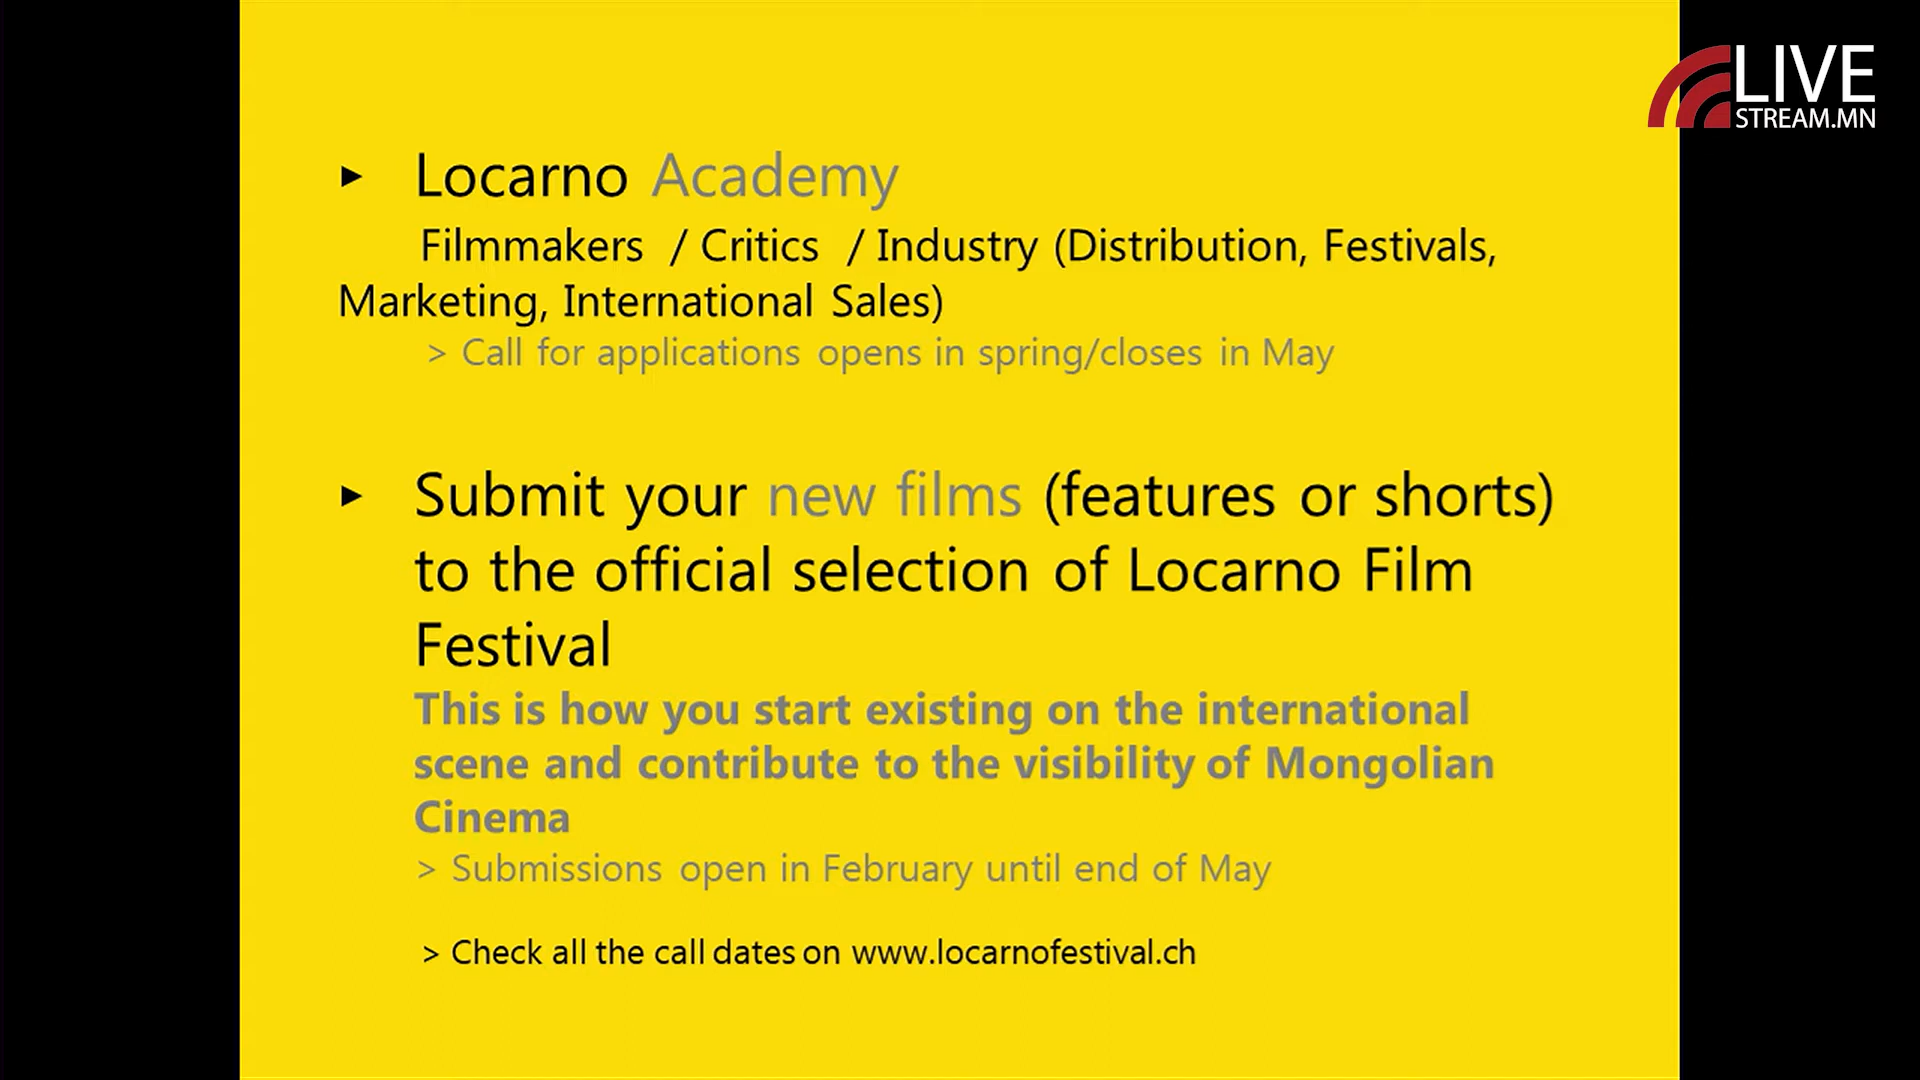 LIVE
STREAM.MN
► Locarno Academy
Filmmakers / Critics / Industry (Distribution, Festivals,
Marketing, International Sales)
> Call for applications opens in spring/closes in May
► Submit your new films (features or shorts)
to the official selection of Locarno Film
Festival
This is how you start existing on the international
scene and contribute to the visibility of Mongolian
Cinema
> Submissions open in February until end of May
> Check all the call dates on www.locarnofestival.ch